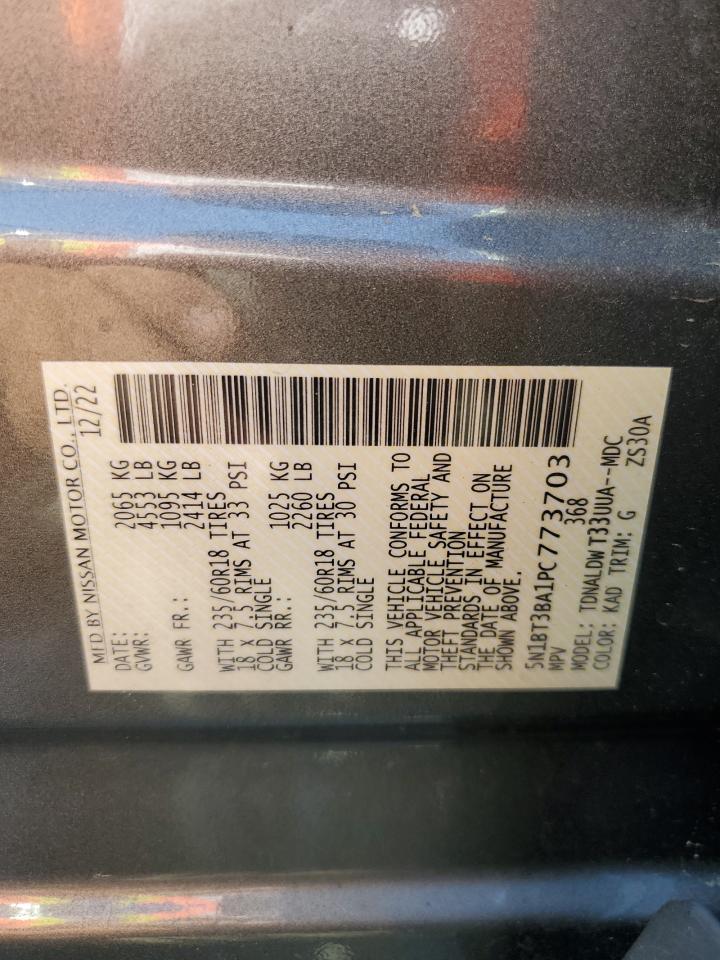 MFD BY NISSAN MOTOR CO., LTD.
DATE: 12/22
GVWR: 2065 KG
4553 LB
GAWR FR.: 1095 KG
2414 LB
WITH 235/60R18 TIRES
18 X 7.5 RIMS AT 33 PSI
COLD SINGLE
GAWR RR.: 1025 KG
2260 LB
WITH 235/60R18 TIRES
18 X 7.5 RIMS AT 30 PSI
COLD SINGLE
THIS VEHICLE CONFORMS TO
ALL APPLICABLE FEDERAL
MOTOR VEHICLE SAFETY AND
THEFT PREVENTION
STANDARDS IN EFFECT ON
THE DATE OF MANUFACTURE
SHOWN ABOVE.
5N1BT3BA1PC773703
MPV 368
MODEL: TDNALDWT33UUA--MDC
COLOR: KAD TRIM: G ZS30A